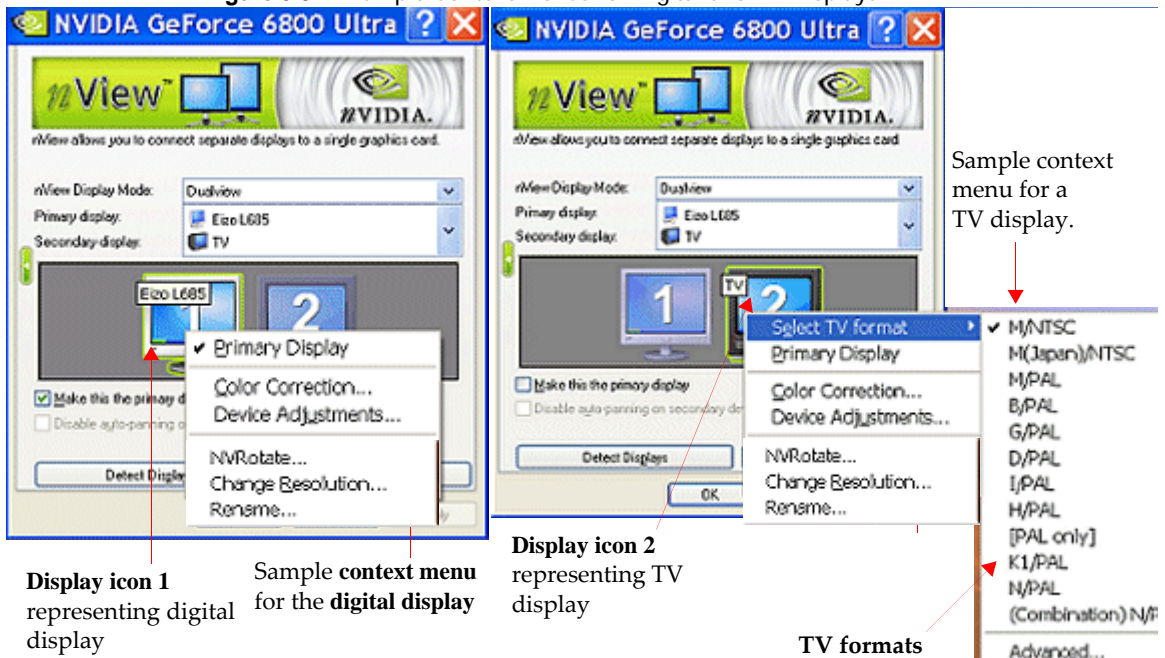 NVIDIA GeForce 6800 Ultra
nView™
NVIDIA.
nView allows you to connect separate displays to a single graphics card.
nView Display Mode:
Dualview
Primary display:
Eizo L685
Secondary display:
TV
Eizo L685
1
2
✔ Primary Display
Color Correction...
Device Adjustments...
NVRotate...
Change Resolution...
Rename...
Make this the primary d
Disable auto-panning o
Detect Displa
Display icon 1
representing digital
display
Sample context menu
for the digital display
NVIDIA GeForce 6800 Ultra
nView™
NVIDIA.
nView allows you to connect separate displays to a single graphics card
nView Display Mode:
Dualview
Primary display:
Eizo L685
Secondary display:
TV
1
TV
2
Select TV format
Primary Display
Color Correction...
Device Adjustments...
NVRotate...
Change Resolution...
Rename...
Make this the primary display
Disable auto-panning on secondary de
Detect Displays
OK
Display icon 2
representing TV
display
Sample context
menu for a
TV display.
✔ M/NTSC
M(Japan)/NTSC
M/PAL
B/PAL
G/PAL
D/PAL
I/PAL
H/PAL
[PAL only]
K1/PAL
N/PAL
(Combination) N/P
Advanced...
TV formats